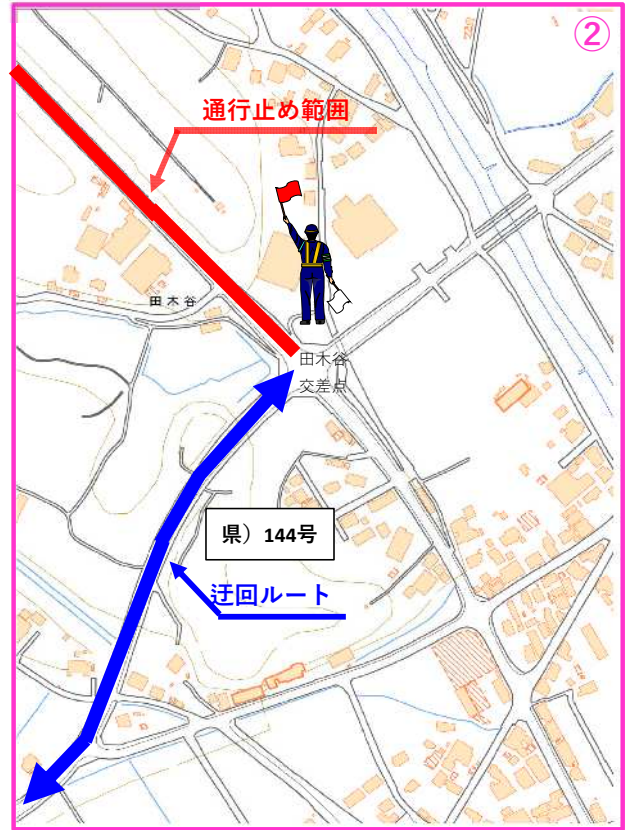 ②
通行止め範囲
田木谷
田木谷
交差点
県）144号
迂回ルート